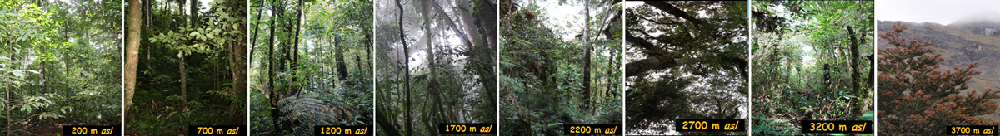 200 m asl
700 m asl
1200 m asl
1700 m asl
2200 m asl
2700 m asl
3200 m asl
3700 m asl